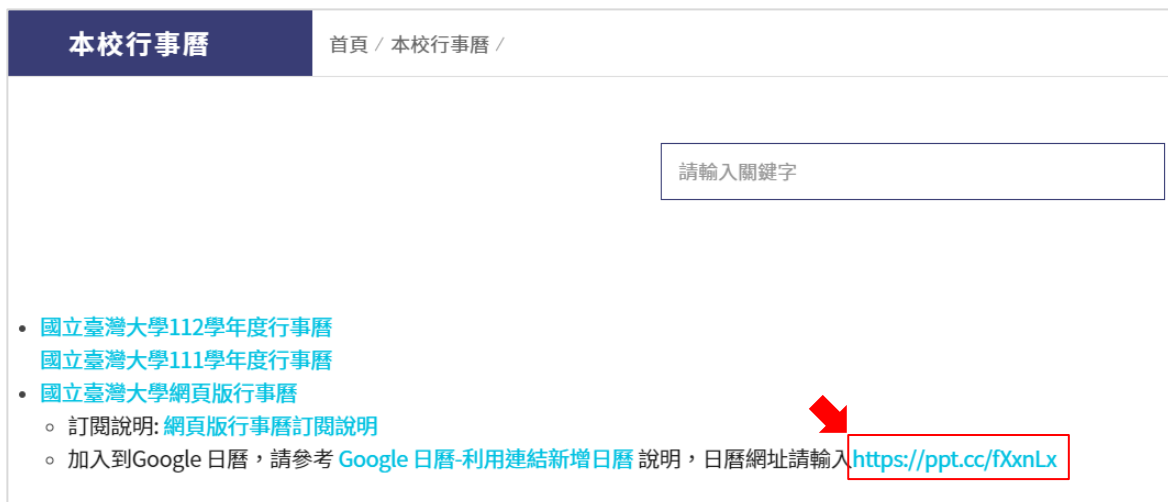 本校行事曆
首頁 / 本校行事曆 /
請輸入關鍵字
• 國立臺灣大學112學年度行事曆
國立臺灣大學111學年度行事曆
• 國立臺灣大學網頁版行事曆
◦ 訂閱說明: 網頁版行事曆訂閱說明
◦ 加入到Google 日曆，請參考 Google 日曆-利用連結新增日曆 說明，日曆網址請輸入https://ppt.cc/fXxnLx